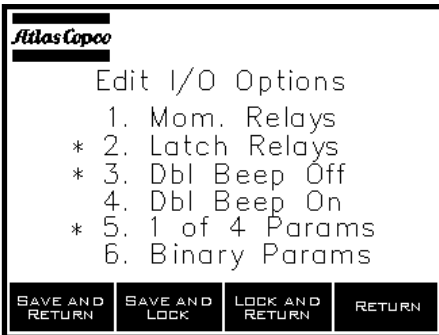 Atlas Copco
Edit I/O Options
1. Mom. Relays
* 2. Latch Relays
* 3. Dbl Beep Off
4. Dbl Beep On
* 5. 1 of 4 Params
6. Binary Params
SAVE AND RETURN
SAVE AND LOCK
LOCK AND RETURN
RETURN